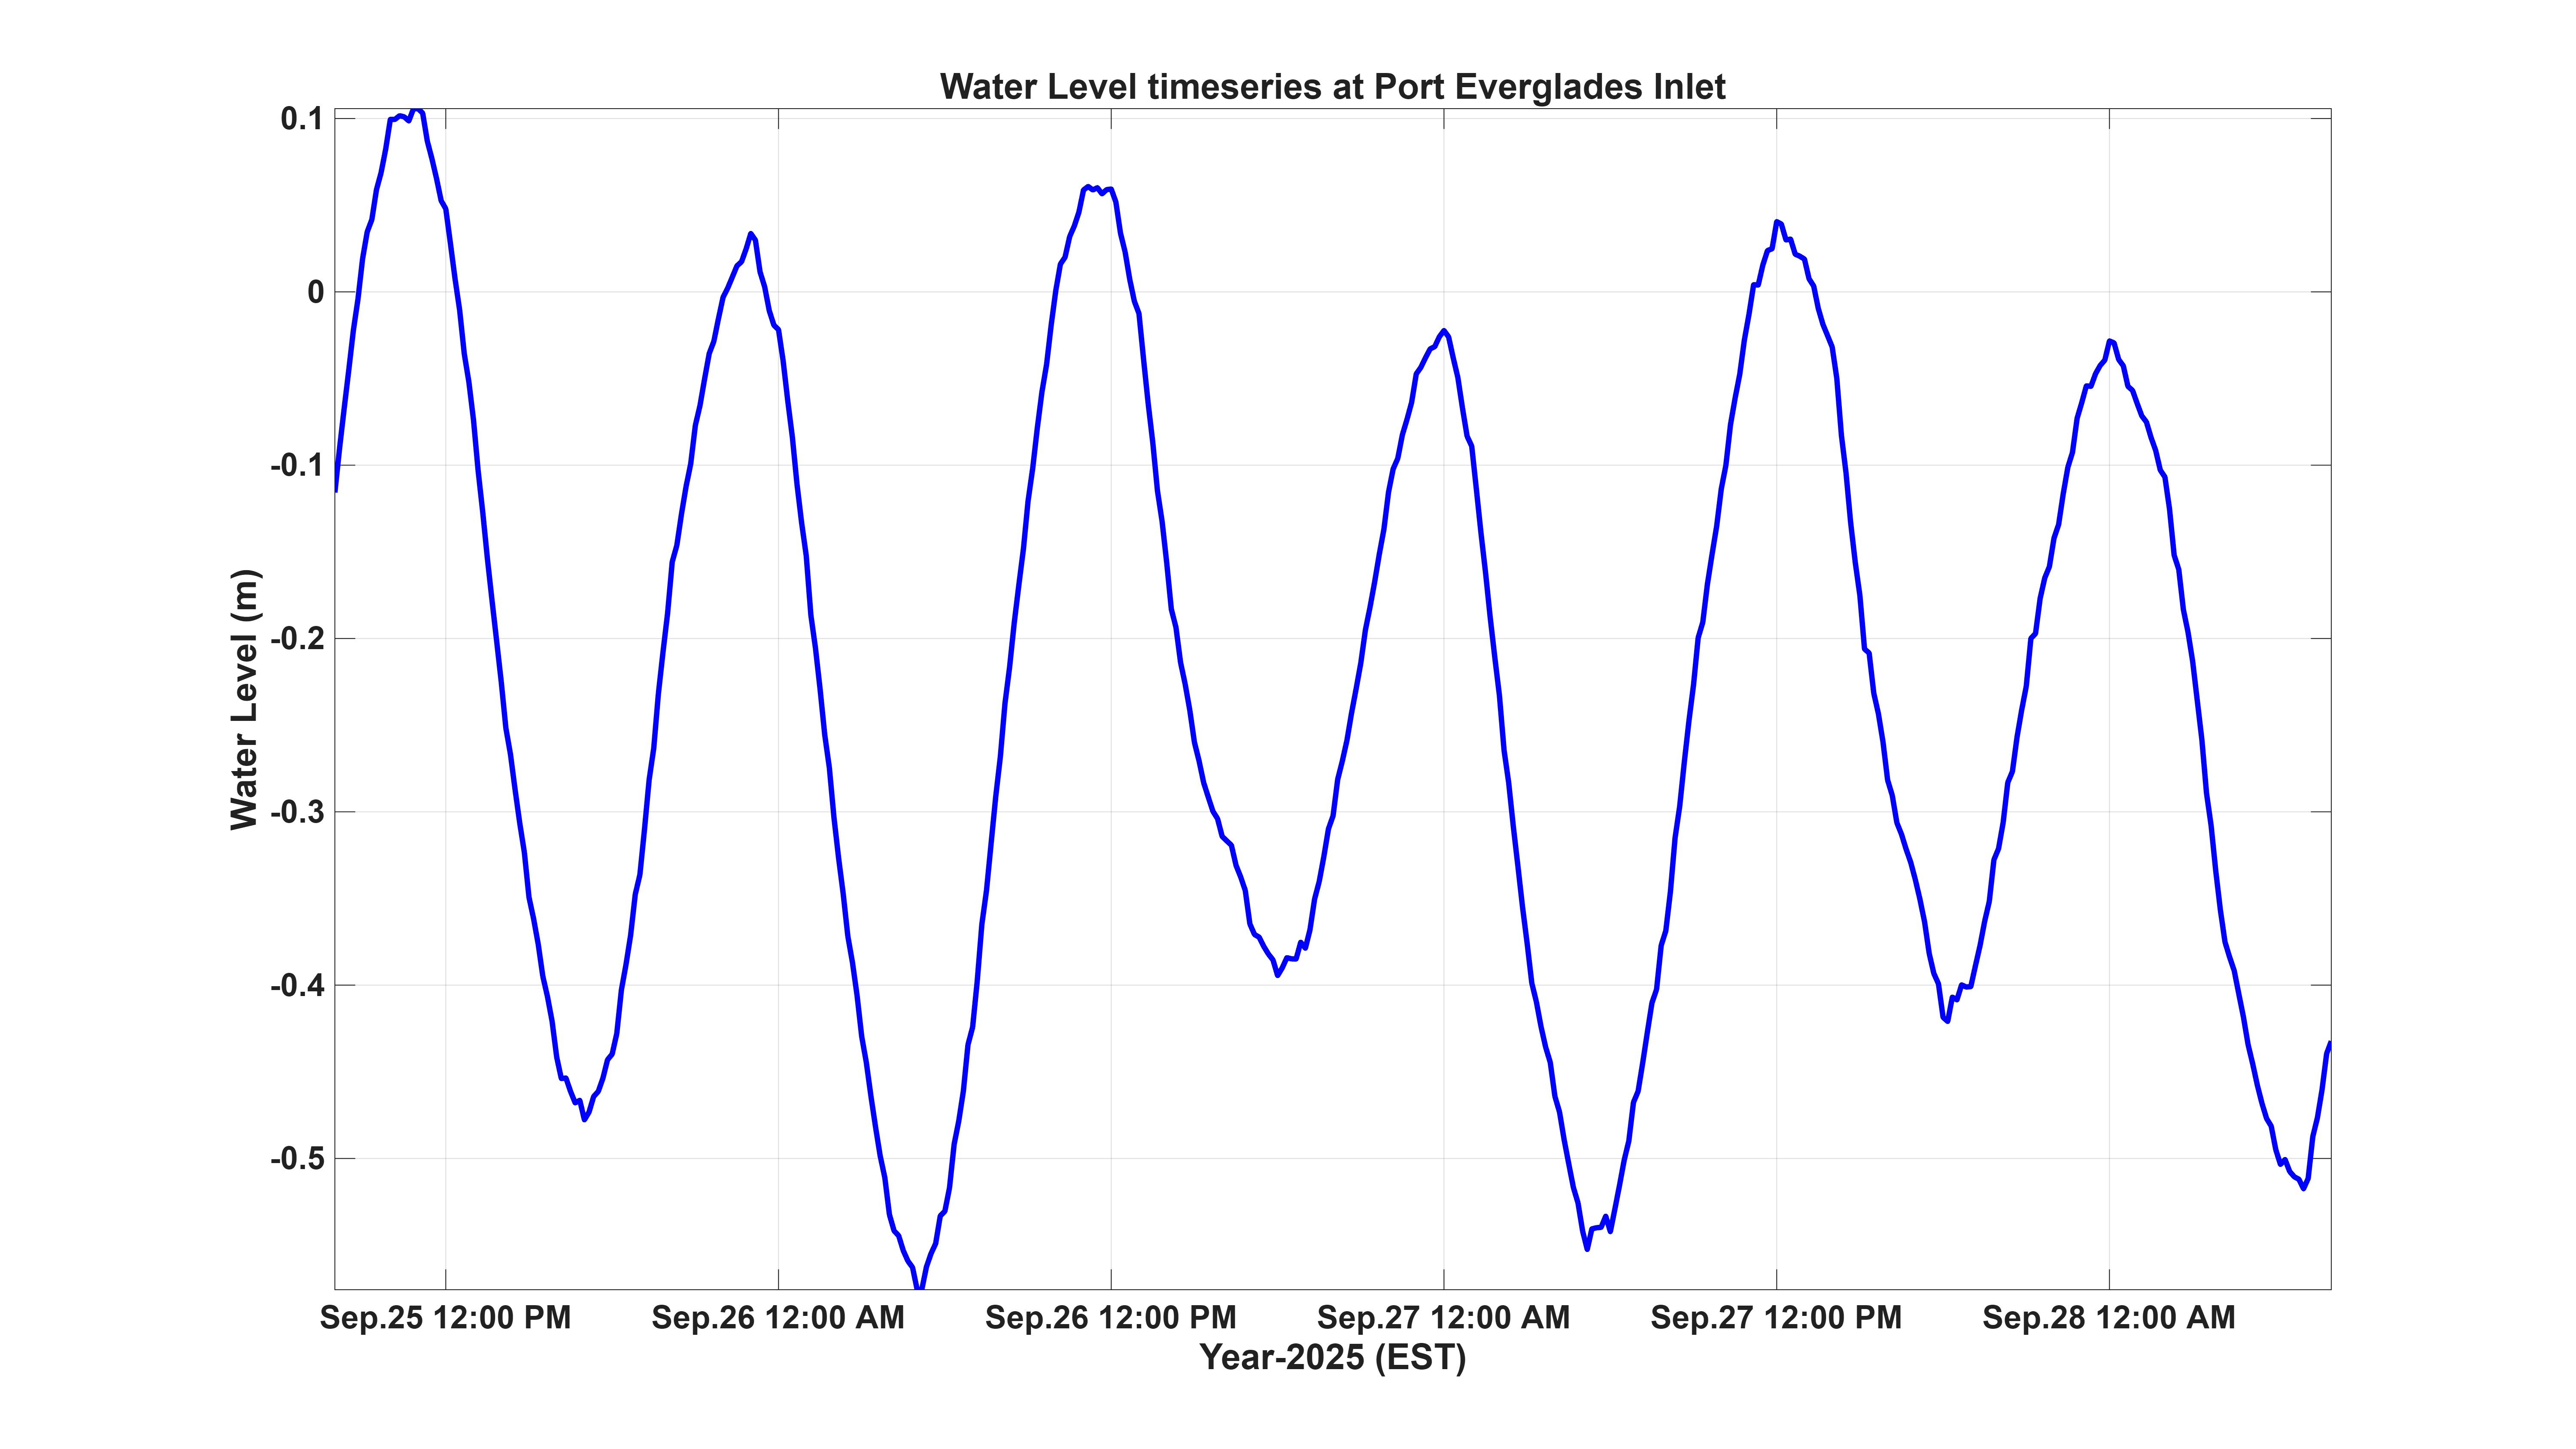 Water Level timeseries at Port Everglades Inlet
0.1
0
-0.1
-0.2
-0.3
-0.4
-0.5
Water Level (m)
Sep.25 12:00 PM Sep.26 12:00 AM Sep.26 12:00 PM Sep.27 12:00 AM Sep.27 12:00 PM Sep.28 12:00 AM
Year-2025 (EST)